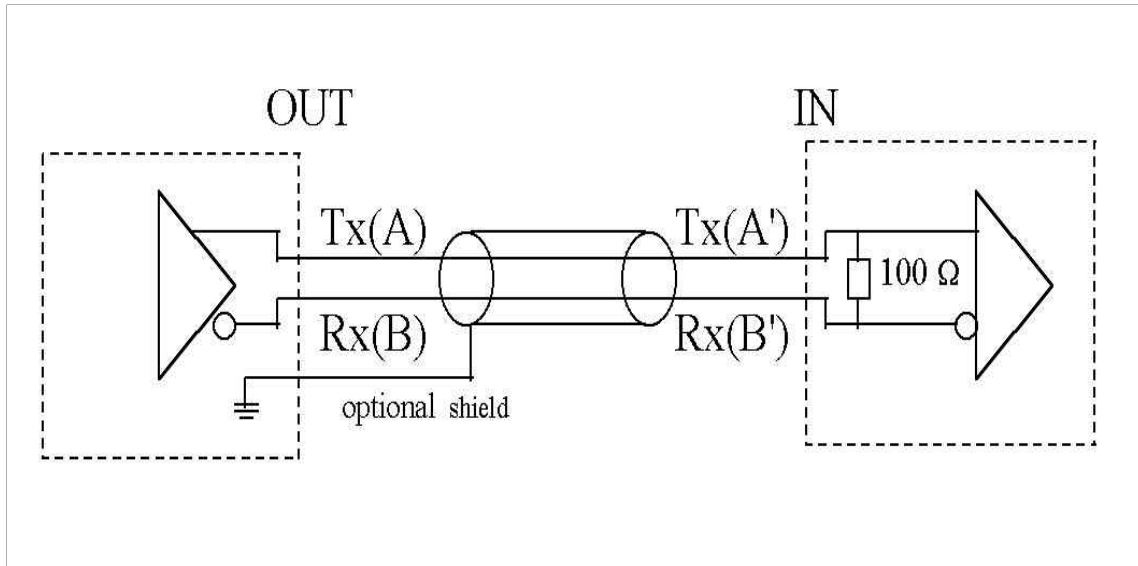 OUT
IN
Tx(A)
Tx(A')
100 Ω
Rx(B)
Rx(B')
optional shield